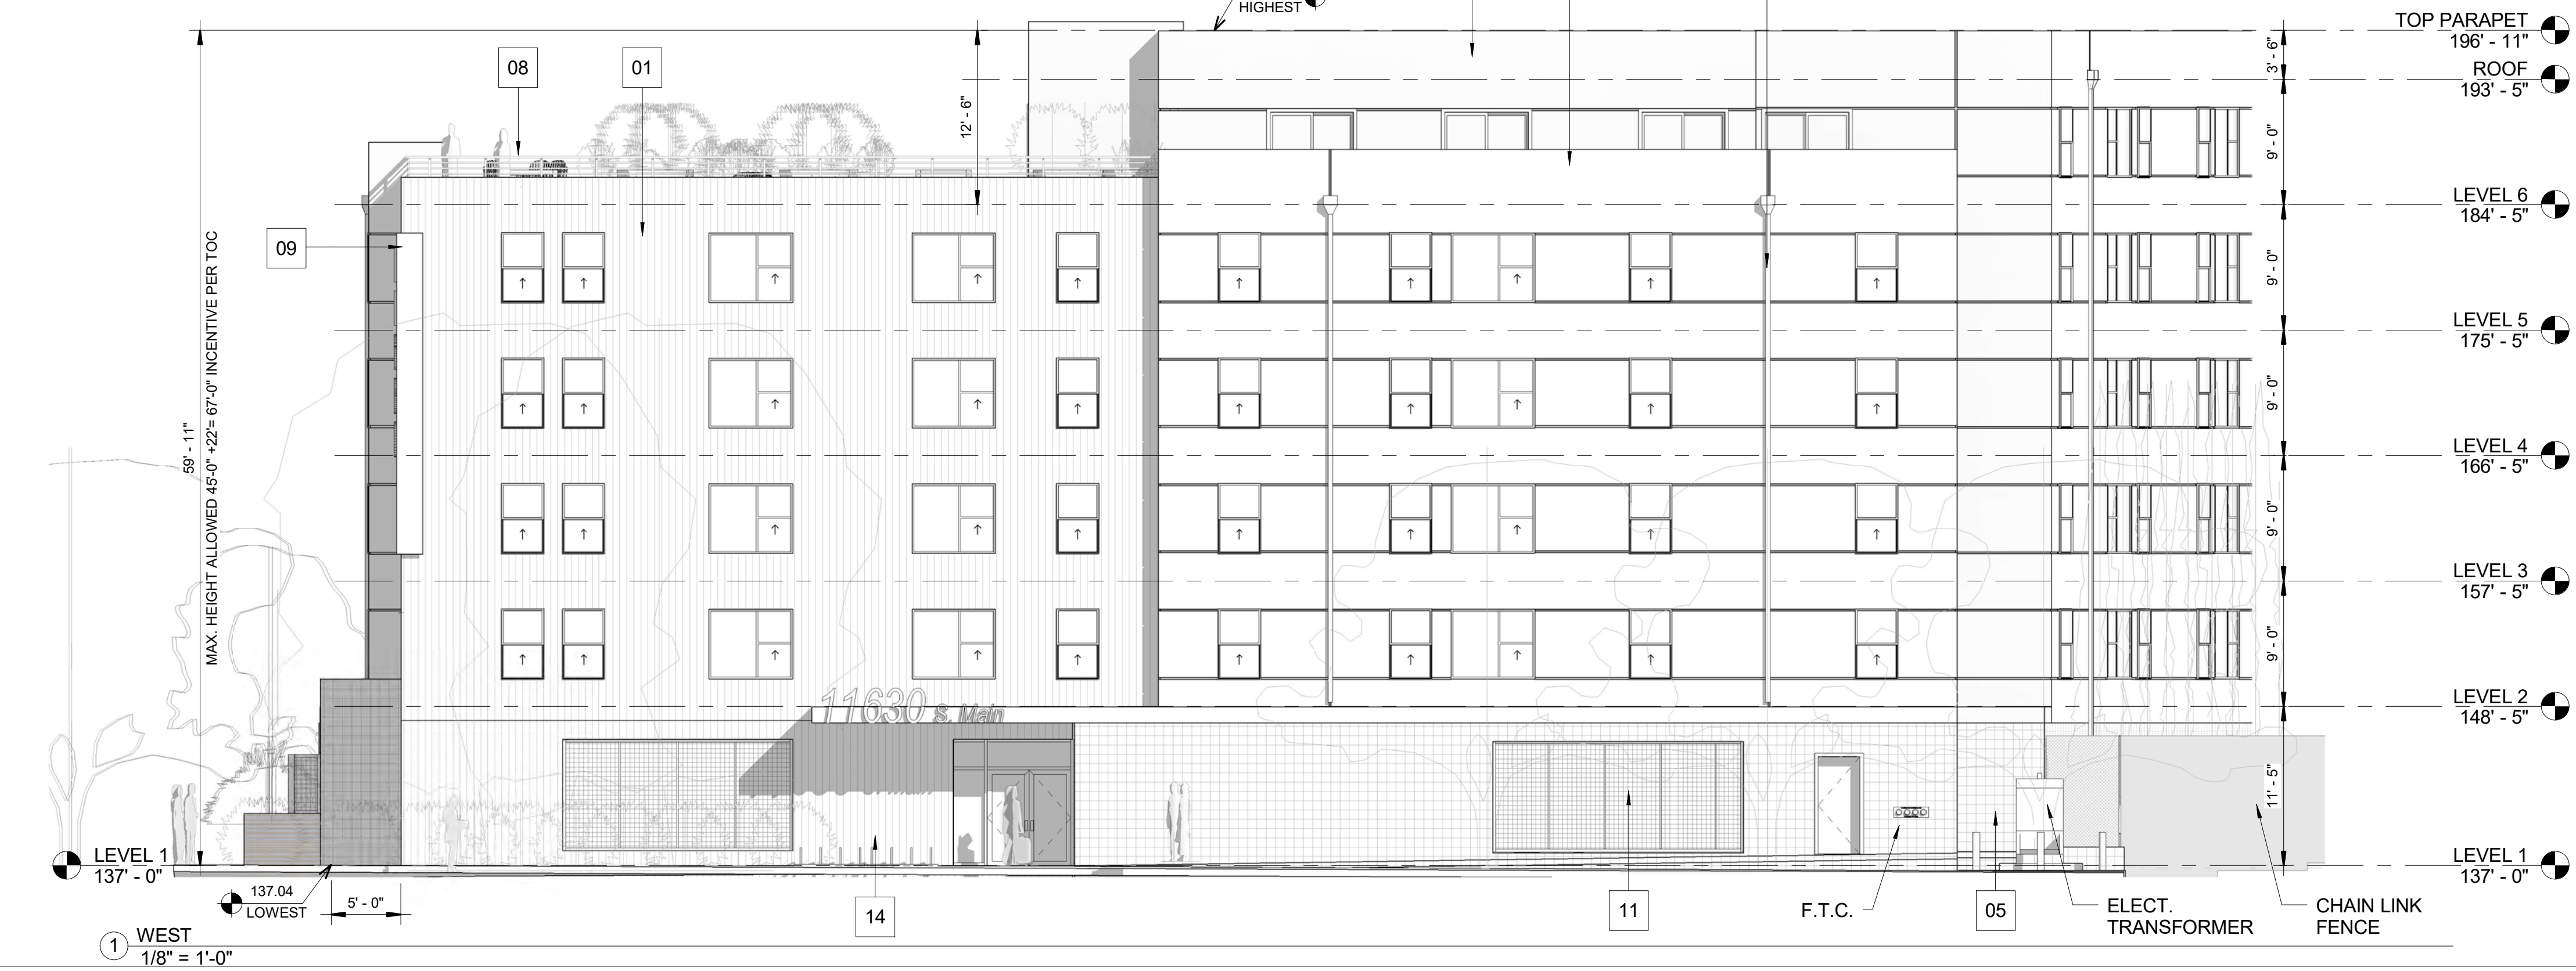 HIGHEST
TOP PARAPET
196' - 11"
3' - 6"
ROOF
193' - 5"
08
01
12' - 6"
9' - 0"
LEVEL 6
184' - 5"
09
9' - 0"
LEVEL 5
175' - 5"
59' - 11"
MAX. HEIGHT ALLOWED 45'-0" +22'= 67'-0" INCENTIVE PER TOC
9' - 0"
LEVEL 4
166' - 5"
9' - 0"
LEVEL 3
157' - 5"
9' - 0"
11630 S. Main
LEVEL 2
148' - 5"
11' - 5"
LEVEL 1
137' - 0"
LEVEL 1
137' - 0"
137.04
LOWEST
5' - 0"
14
11
F.T.C.
05
ELECT.
TRANSFORMER
CHAIN LINK
FENCE
1
WEST
1/8" = 1'-0"